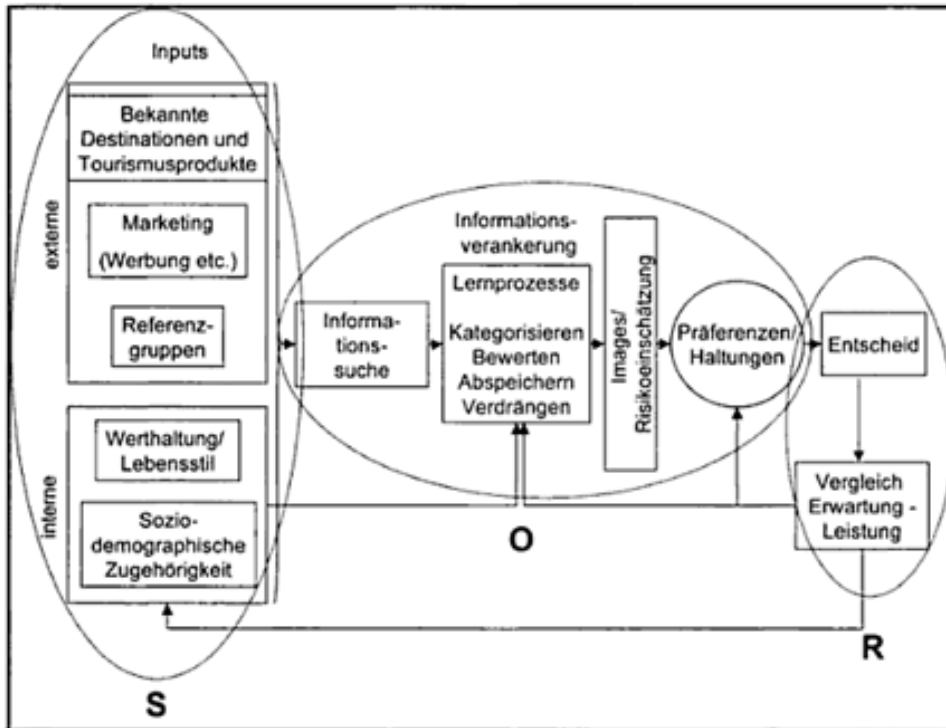 Inputs
externe
Bekannte
Destinationen und
Tourismusprodukte
Marketing
(Werbung etc.)
Referenz-
gruppen
interne
Werthaltung/
Lebensstil
Sozio-
demographische
Zugehörigkeit
S
Informa-
tions-
suche
Informations-
verankerung
Lernprozesse
Kategorisieren
Bewerten
Abspeichern
Verdrängen
Images/
Risikoeinschätzung
Präferenzen/
Haltungen
O
Entscheid
Vergleich
Erwartung -
Leistung
R